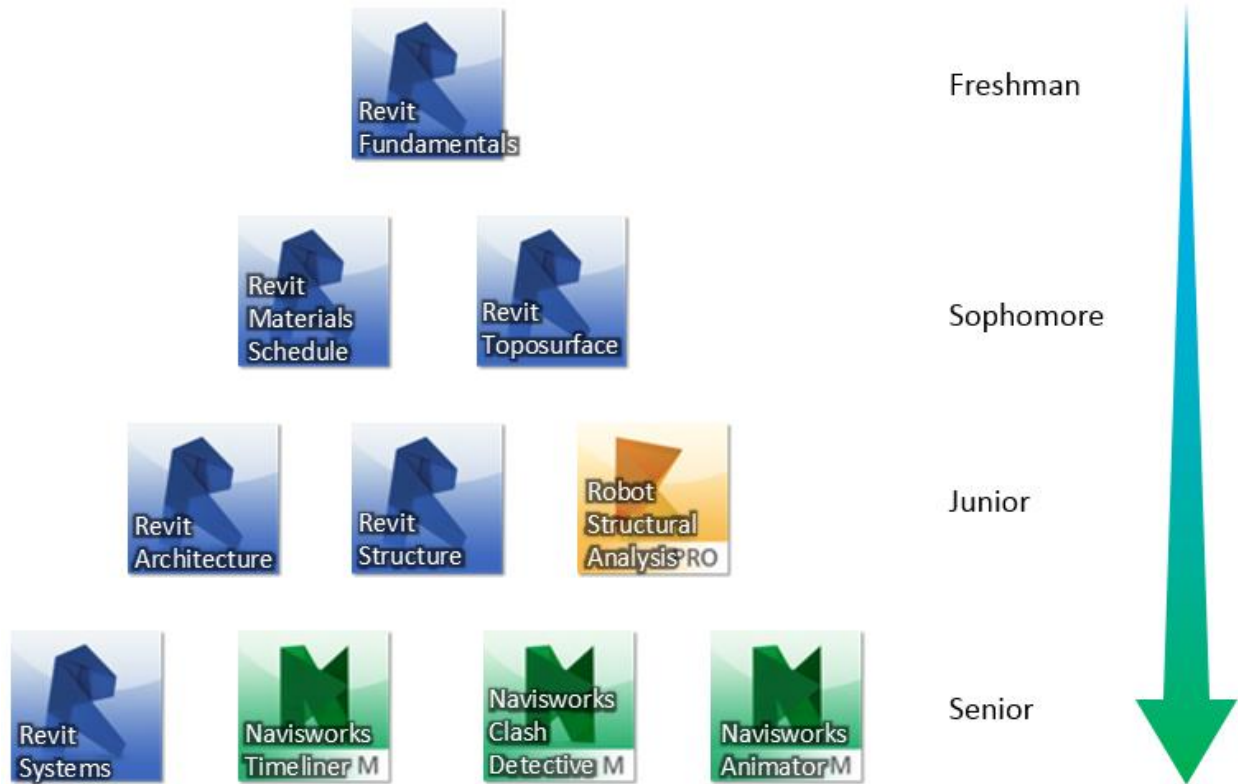 Revit
Fundamentals
Freshman
Revit
Materials
Schedule
Revit
Toposurface
Sophomore
Revit
Architecture
Revit
Structure
Robot
Structural
Analysis PRO
Junior
Revit
Systems
Navisworks
Timeliner M
Navisworks
Clash
Detective M
Navisworks
Animator M
Senior